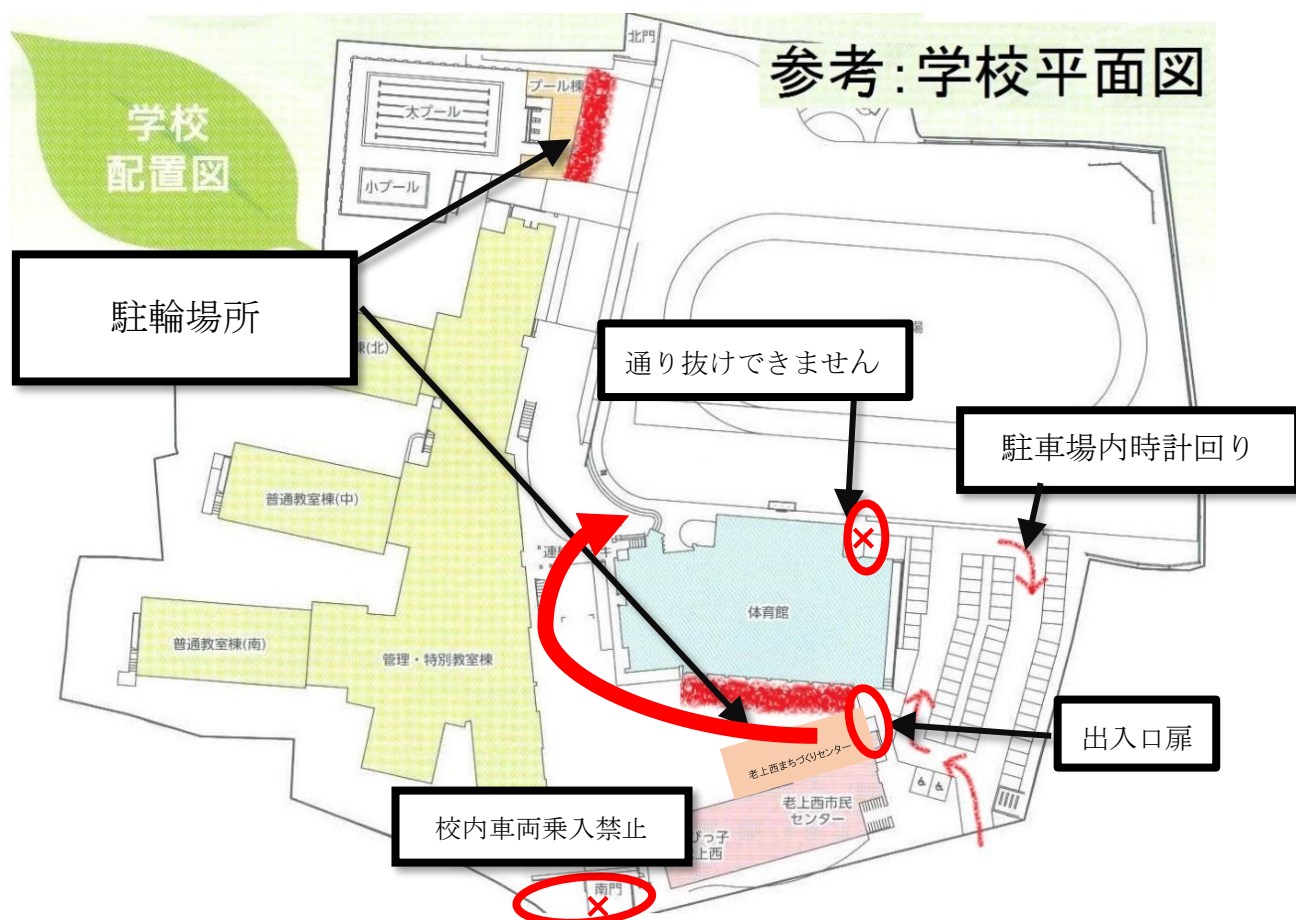 北門
参考:学校平面図
学校
配置図
プール棟
大プール
小プール
駐輪場所
棟(北)
通り抜けできません
駐車場内時計回り
普通教室棟(中)
体育館
普通教室棟(南)
管理・特別教室棟
出入口扉
老上西まちづくりセンター
老上西市民
センター
校内車両乗入禁止
びっ子
上西
南門